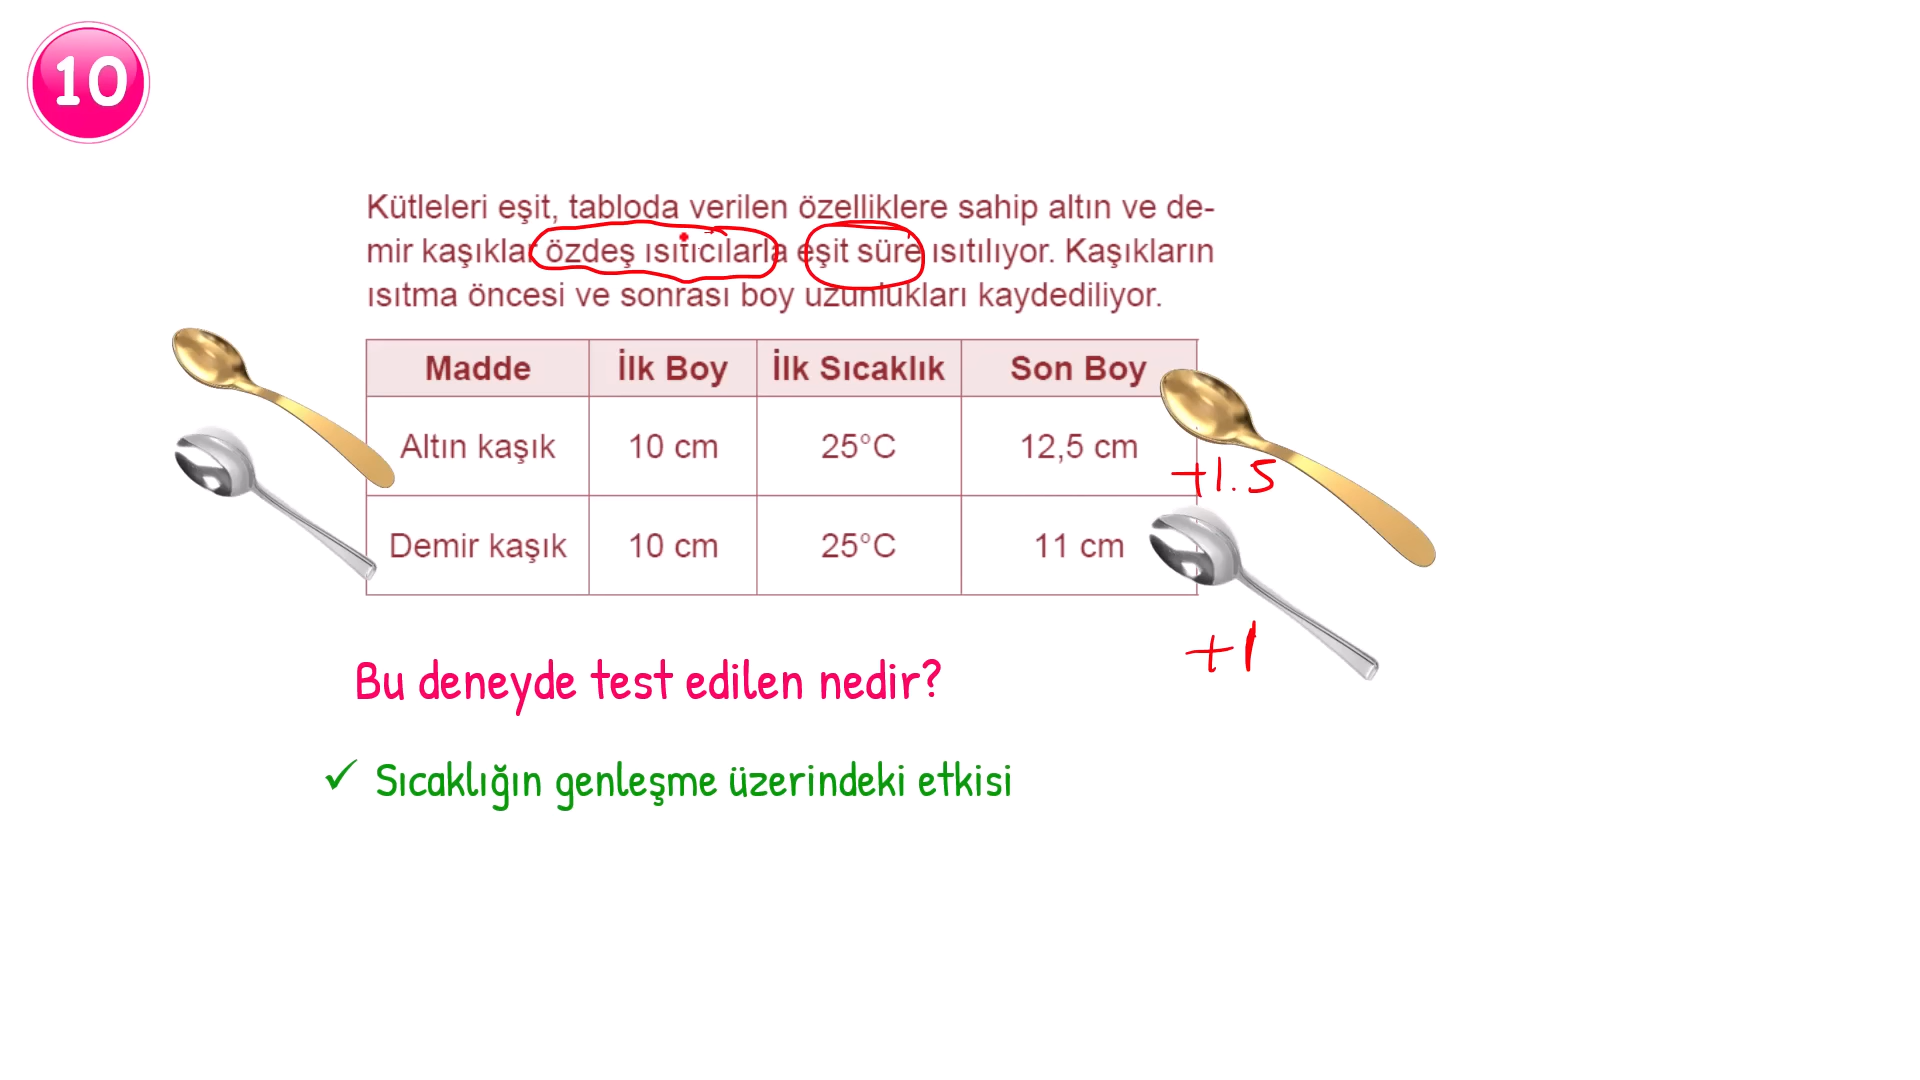 10
Kütleleri eşit, tabloda verilen özelliklere sahip altın ve de-
mir kaşıklar özdeş ısıtıcılarla eşit süre ısıtılıyor. Kaşıkların
ısıtma öncesi ve sonrası boy uzunlukları kaydediliyor.
Madde İlk Boy İlk Sıcaklık Son Boy
Altın kaşık 10 cm 25°C 12,5 cm
+1.5
Demir kaşık 10 cm 25°C 11 cm
+1
Bu deneyde test edilen nedir?
✓ Sıcaklığın genleşme üzerindeki etkisi